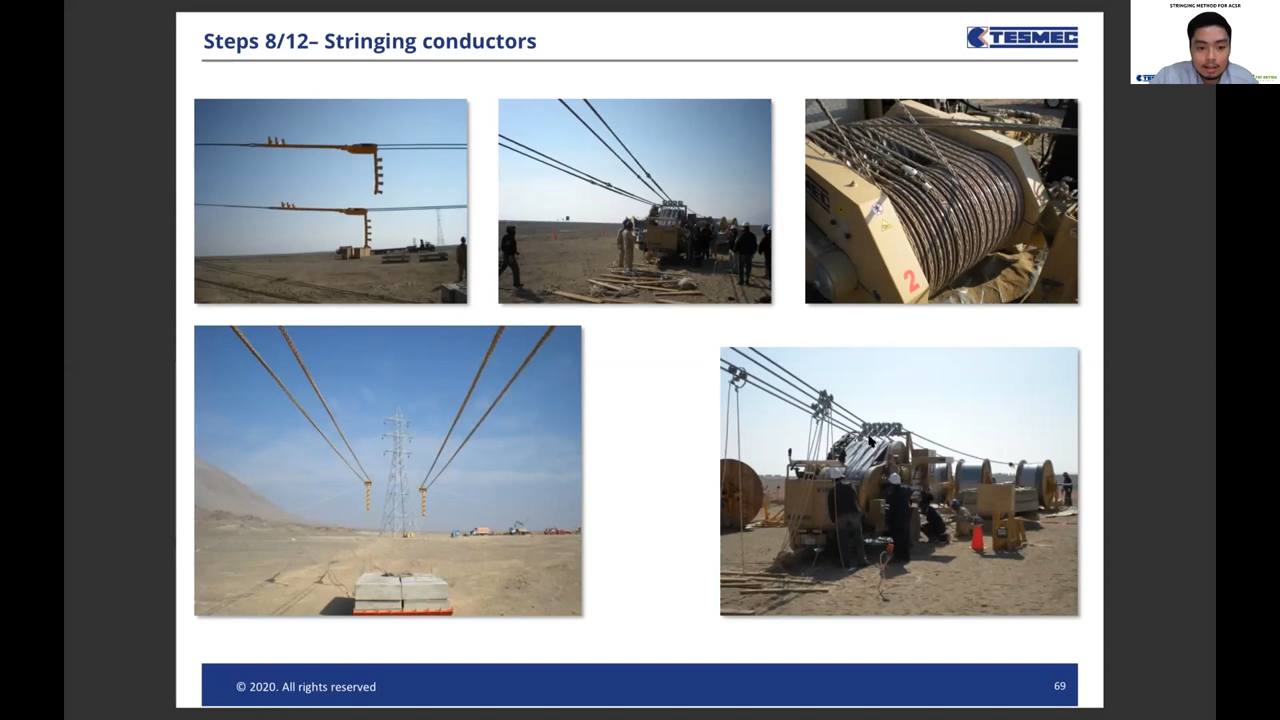 Steps 8/12– Stringing conductors
TESMEC
STRINGING METHOD FOR ACSR
2
© 2020. All rights reserved
69